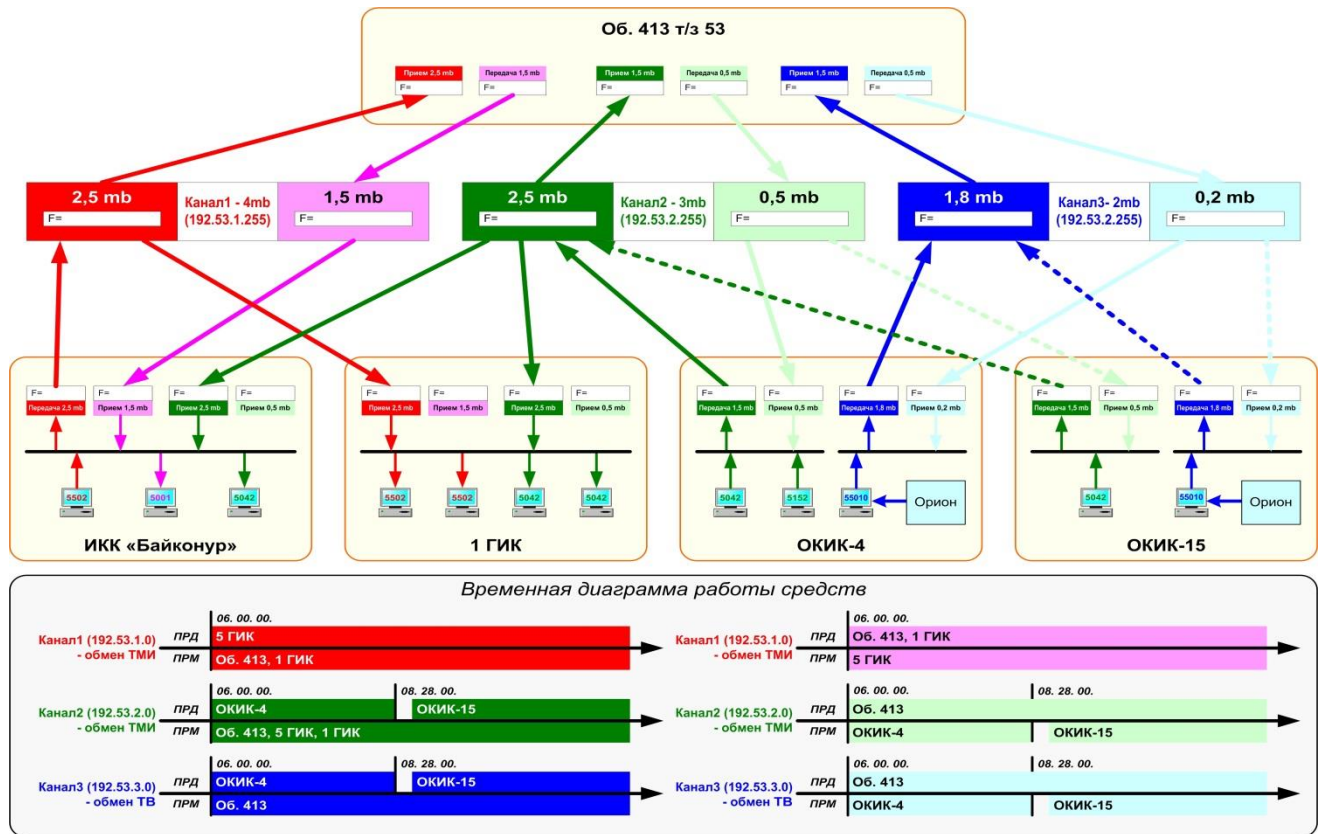 Об. 413 т/з 53
Прием 2,5 mb
Передача 1,5 mb
Прием 1,5 mb
Передача 0,5 mb
Прием 1,5 mb
Передача 0,5 mb
F=
F=
F=
F=
F=
F=
2,5 mb
F=
Канал1 - 4mb
(192.53.1.255)
1,5 mb
F=
2,5 mb
F=
Канал2 - 3mb
(192.53.2.255)
0,5 mb
F=
1,8 mb
F=
Канал3- 2mb
(192.53.2.255)
0,2 mb
F=
F=
F=
F=
F=
Передача 2,5 mb
Прием 1,5 mb
Прием 2,5 mb
Прием 0,5 mb
5502
5001
5042
ИКК «Байконур»
F=
F=
F=
F=
Прием 2,5 mb
Прием 1,5 mb
Прием 2,5 mb
Прием 0,5 mb
5502
5502
5042
5042
1 ГИК
F=
F=
F=
F=
Передача 1,5 mb
Прием 0,5 mb
Передача 1,8 mb
Прием 0,2 mb
5042
5152
55010
Орион
ОКИК-4
F=
F=
F=
F=
Передача 1,5 mb
Прием 0,5 mb
Передача 1,8 mb
Прием 0,2 mb
5042
55010
Орион
ОКИК-15
Временная диаграмма работы средств
06. 00. 00.
Канал1 (192.53.1.0)
- обмен ТМИ
ПРД
5 ГИК
ПРМ
Об. 413, 1 ГИК
06. 00. 00.
08. 28. 00.
Канал2 (192.53.2.0)
- обмен ТМИ
ПРД
ОКИК-4
ОКИК-15
ПРМ
Об. 413, 5 ГИК, 1 ГИК
06. 00. 00.
08. 28. 00.
Канал3 (192.53.3.0)
- обмен ТВ
ПРД
ОКИК-4
ОКИК-15
ПРМ
Об. 413
06. 00. 00.
Канал1 (192.53.1.0)
- обмен ТМИ
ПРД
Об. 413, 1 ГИК
ПРМ
5 ГИК
06. 00. 00.
08. 28. 00.
Канал2 (192.53.2.0)
- обмен ТМИ
ПРД
Об. 413
ПРМ
ОКИК-4
ОКИК-15
06. 00. 00.
08. 28. 00.
Канал3 (192.53.3.0)
- обмен ТВ
ПРД
Об. 413
ПРМ
ОКИК-4
ОКИК-15